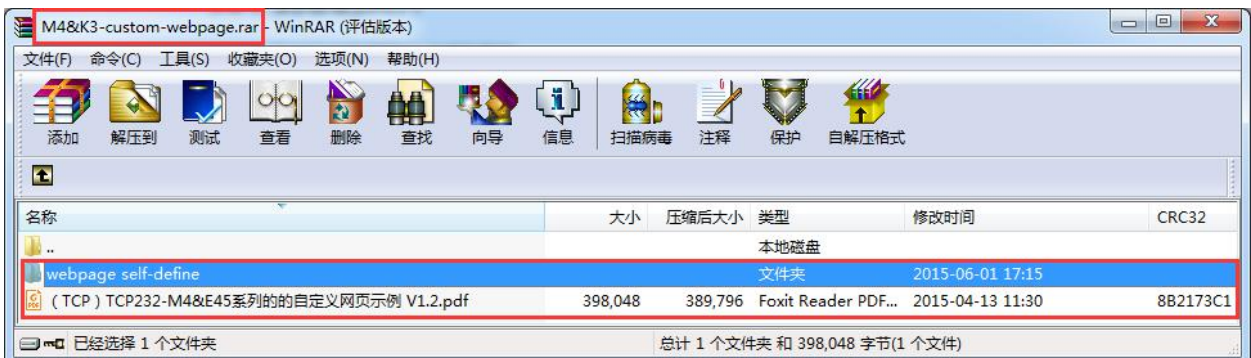 M4&K3-custom-webpage.rar - WinRAR (评估版本)
文件(F) 命令(C) 工具(S) 收藏夹(O) 选项(N) 帮助(H)
添加 解压到 测试 查看 删除 查找 向导 信息 扫描病毒 注释 保护 自解压格式
名称 大小 压缩后大小 类型 修改时间 CRC32
.. 本地磁盘
webpage self-define 文件夹 2015-06-01 17:15
（TCP）TCP232-M4&E45系列的的自定义网页示例 V1.2.pdf 398,048 389,796 Foxit Reader PDF... 2015-04-13 11:30 8B2173C1
已经选择 1 个文件夹 总计 1 个文件夹 和 398,048 字节(1 个文件)